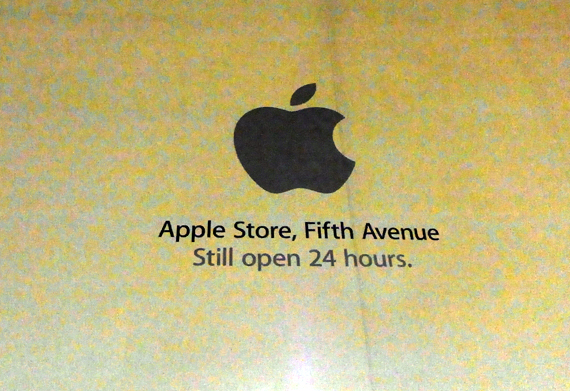 Apple Store, Fifth Avenue
Still open 24 hours.